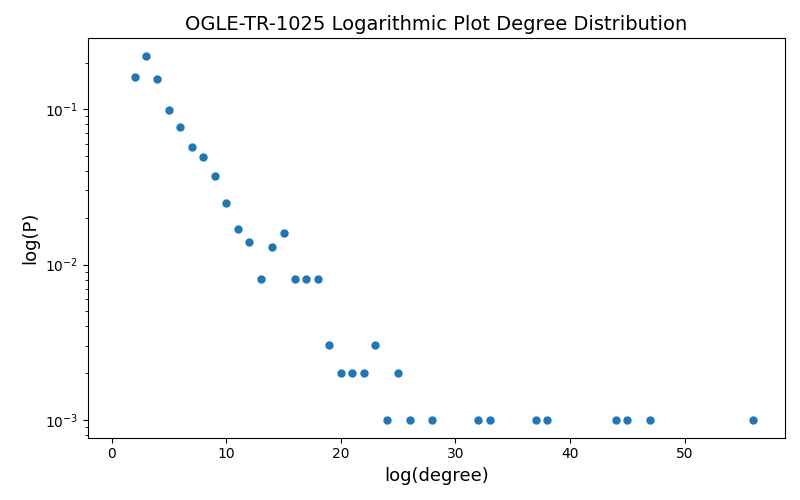 OGLE-TR-1025 Logarithmic Plot Degree Distribution
log(P)
10⁻¹
10⁻²
10⁻³
0 10 20 30 40 50
log(degree)